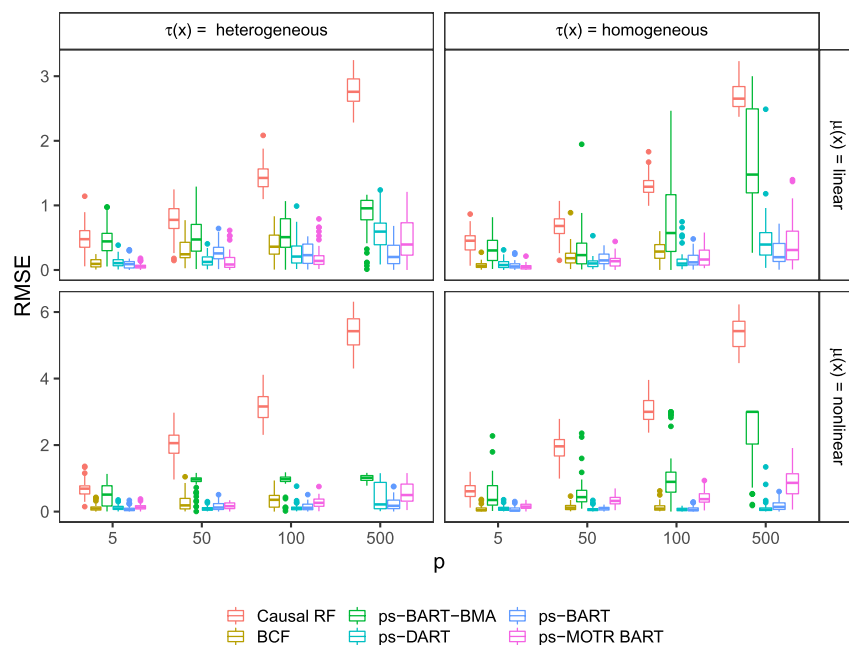 τ(x) = heterogeneous
τ(x) = homogeneous
3
2
1
0
μ(x) = linear
RMSE
6
4
2
0
μ(x) = nonlinear
5 50 100 500
5 50 100 500
p
Causal RF ps−BART−BMA ps−BART
BCF ps−DART ps−MOTR BART